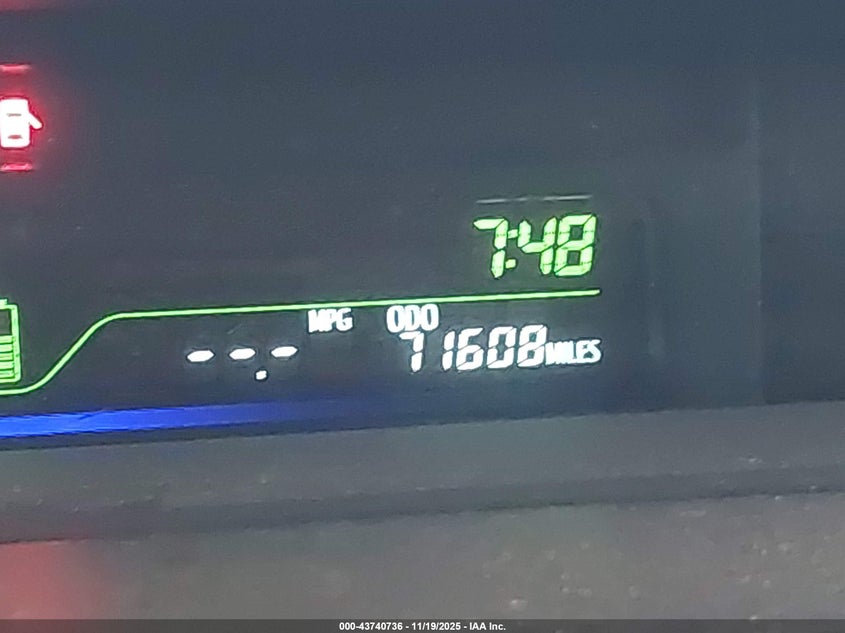 7:48
MPG ODO
--.- 71608 MILES
000-43740736 - 11/19/2025 - IAA Inc.